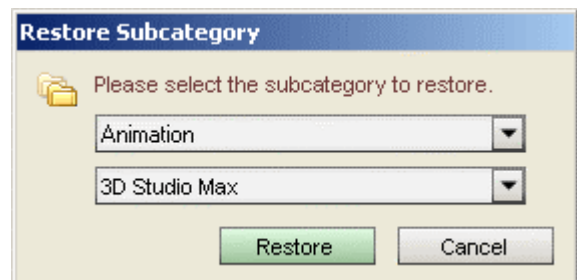 Restore Subcategory
Please select the subcategory to restore.
Animation
3D Studio Max
Restore Cancel